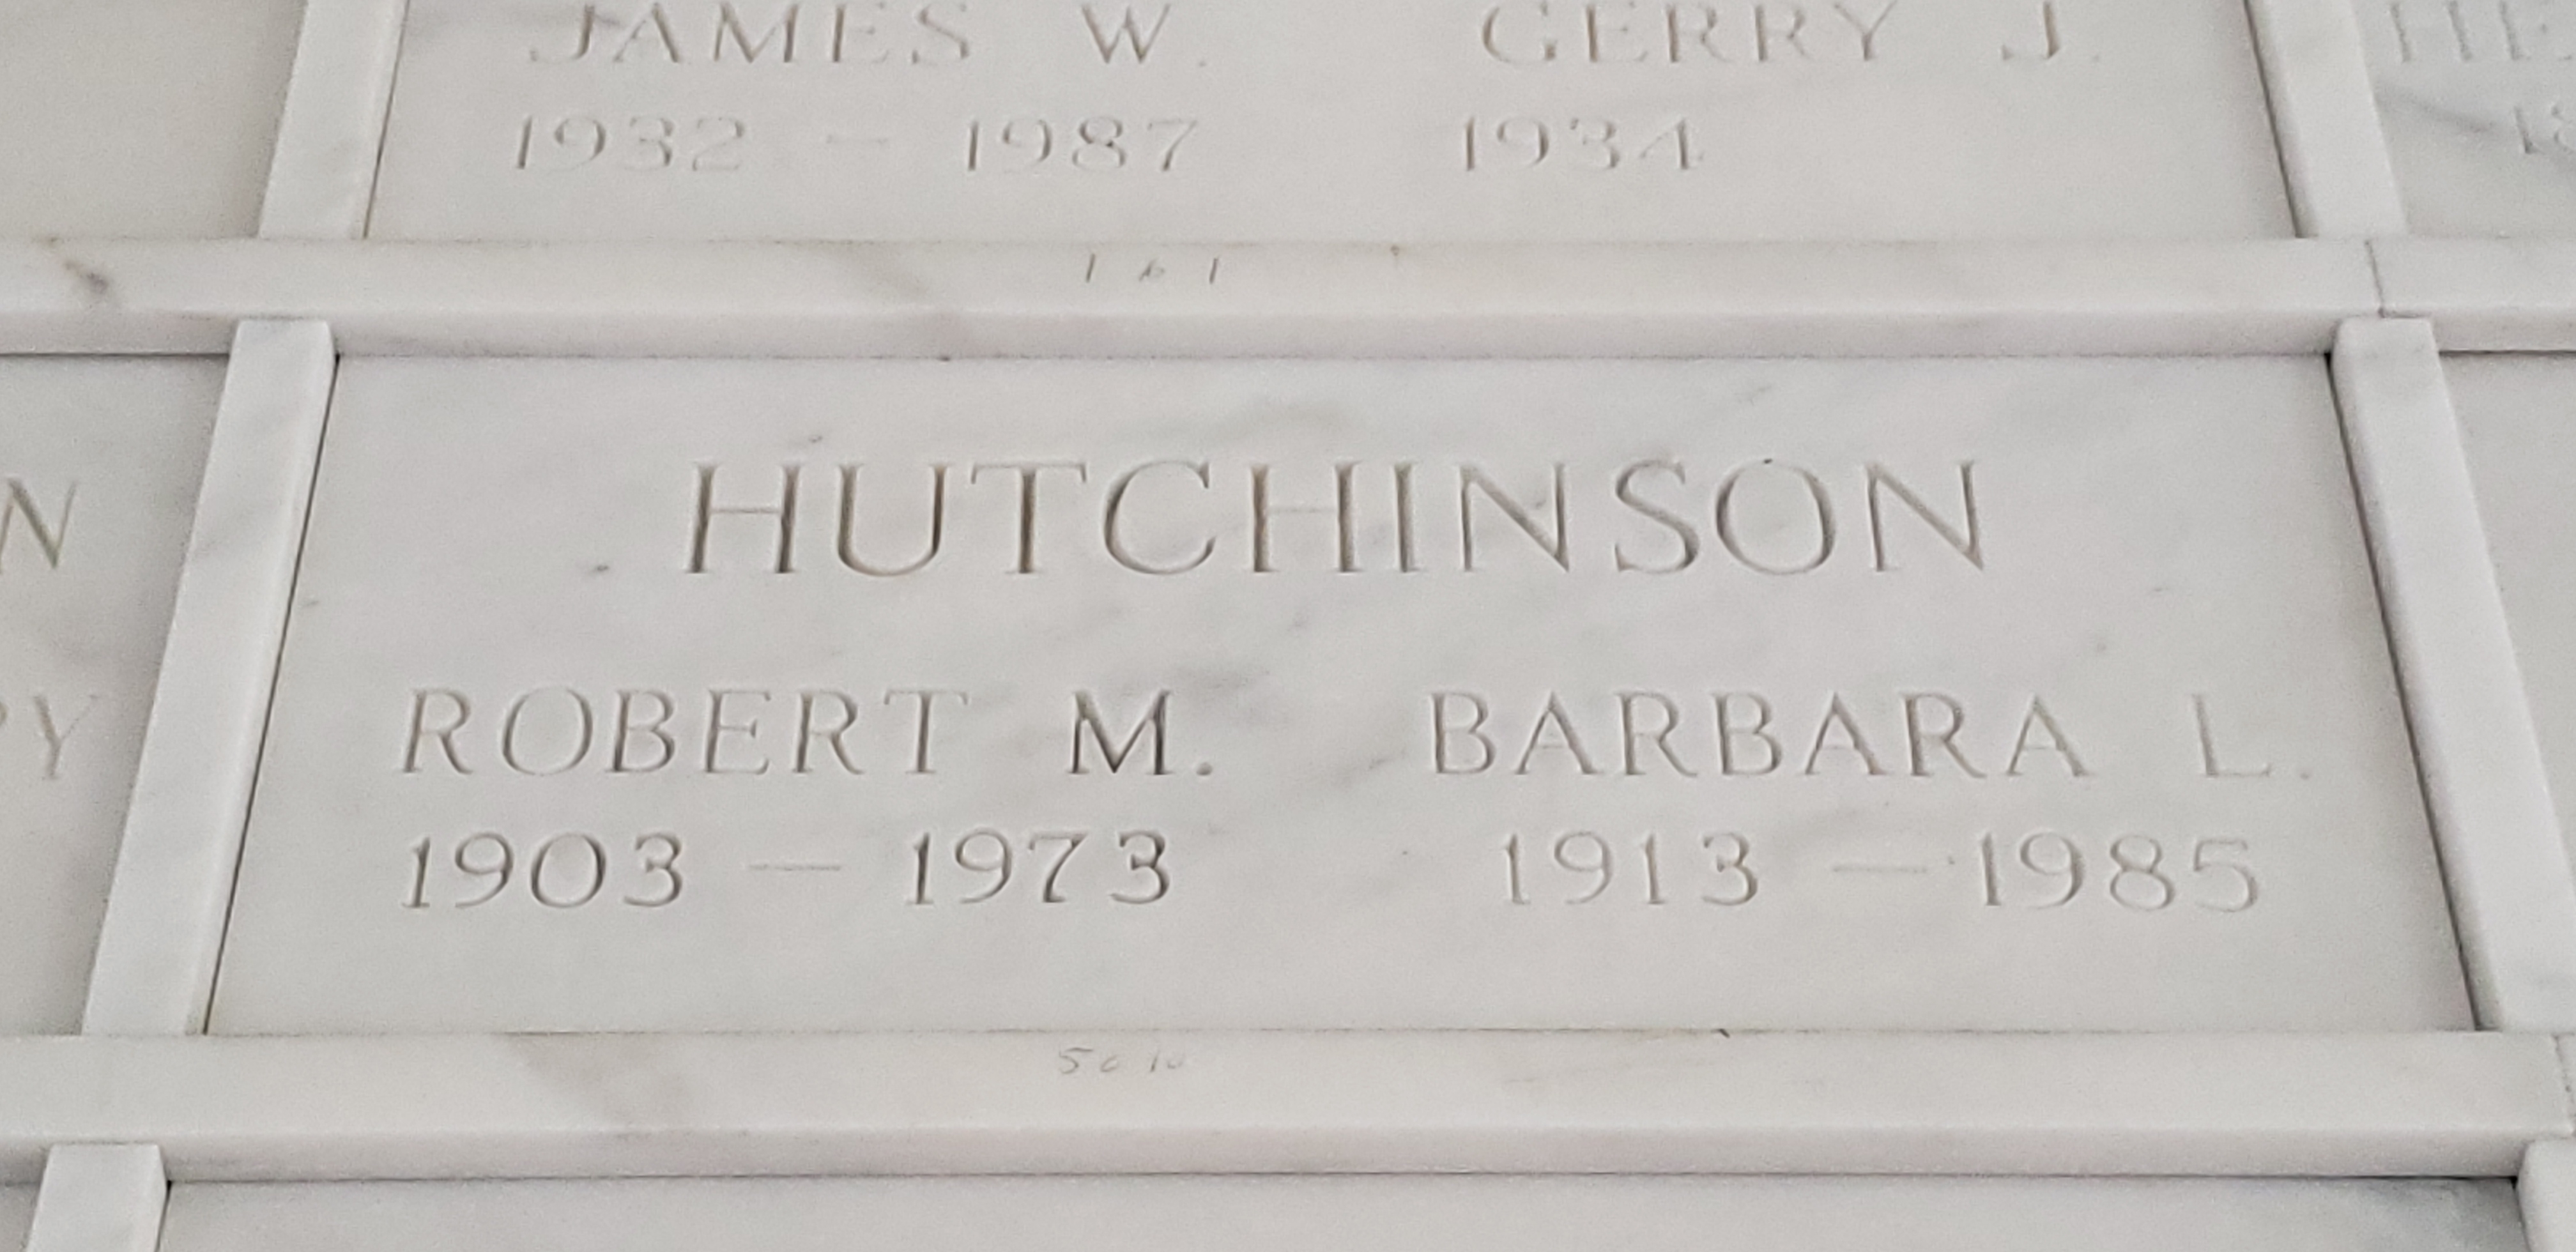 JAMES W. GERRY J.
1932 - 1987 1934
HUTCHINSON
ROBERT M. BARBARA L.
1903 - 1973 1913 - 1985